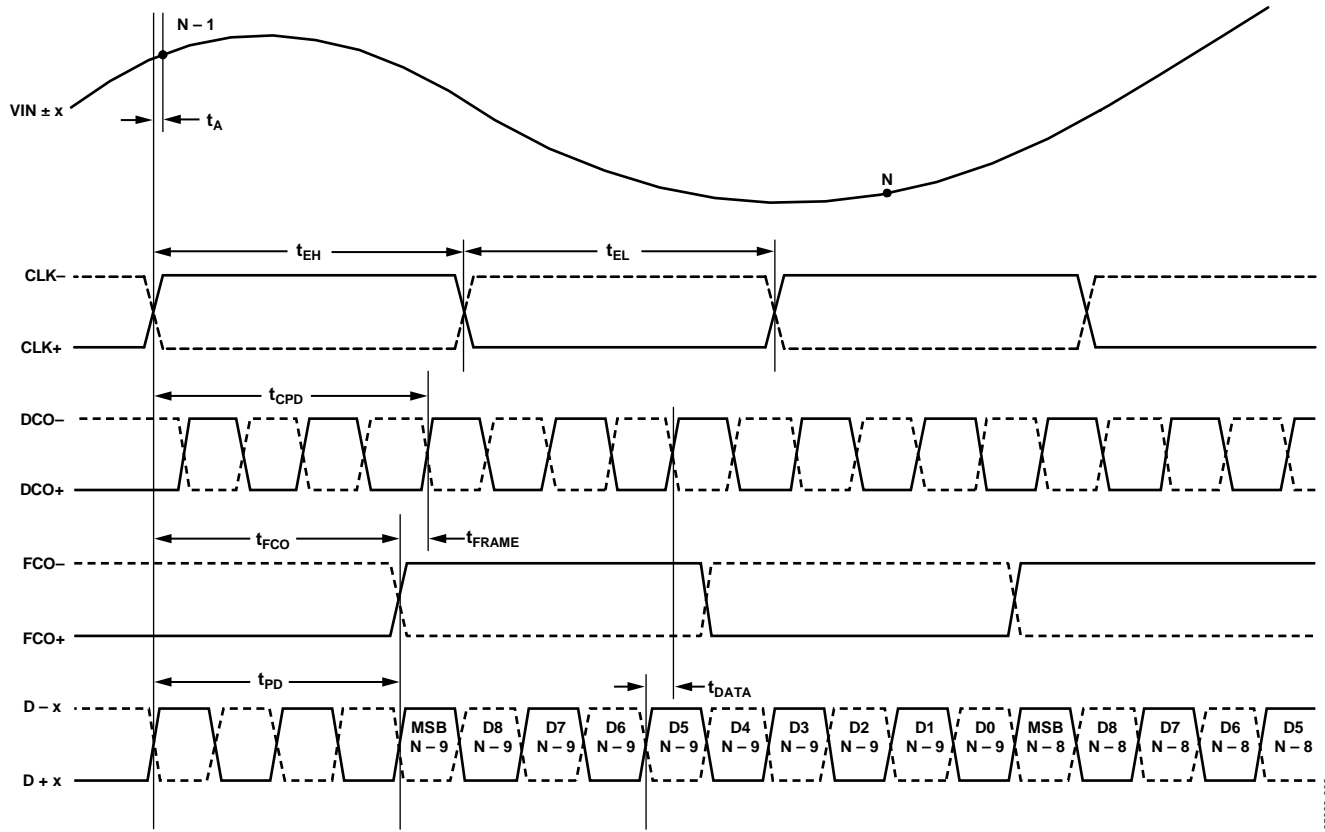 N – 1
VIN ± x
tA
N
tEH
tEL
CLK–
CLK+
tCPD
DCO–
DCO+
tFCO
tFRAME
FCO–
FCO+
tPD
tDATA
D – x
MSB D8 D7 D6 D5 D4 D3 D2 D1 D0 MSB D8 D7 D6 D5
N – 9 N – 9 N – 9 N – 9 N – 9 N – 9 N – 9 N – 9 N – 9 N – 9 N – 8 N – 8 N – 8 N – 8 N – 8
D + x